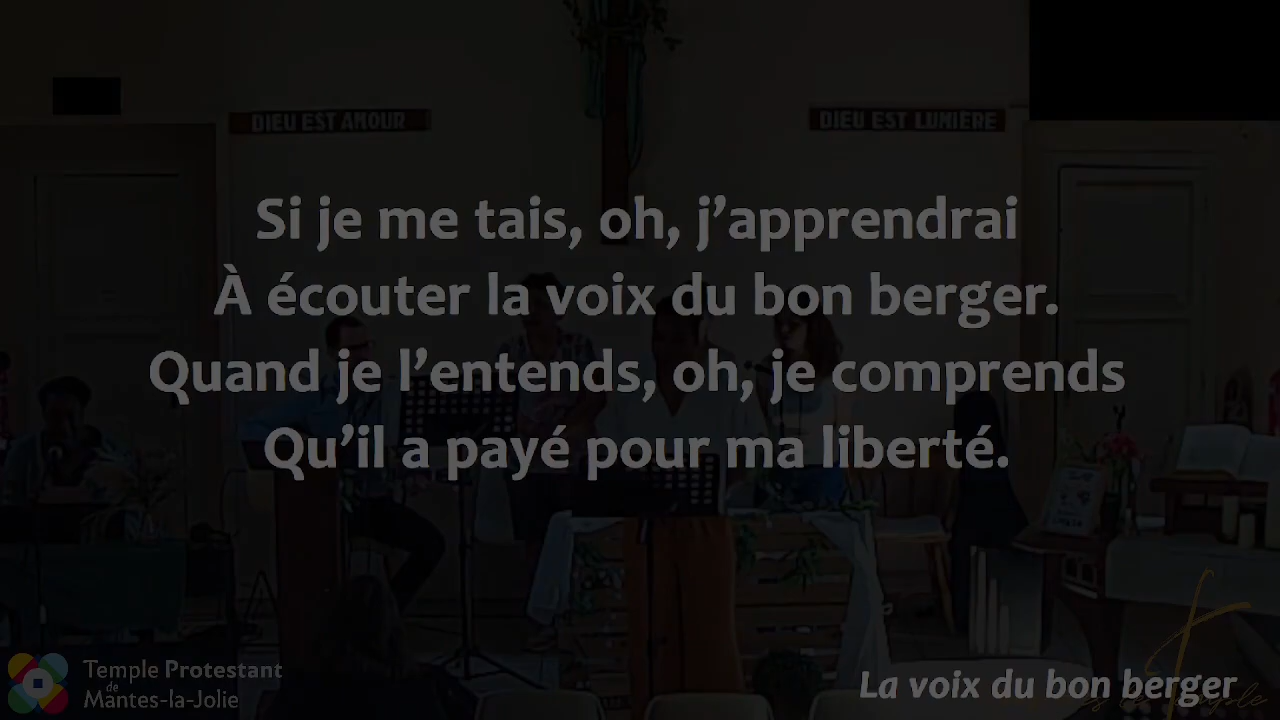 DIEU EST AMOUR
DIEU EST LUMIÈRE
Si je me tais, oh, j’apprendrai
À écouter la voix du bon berger.
Quand je l’entends, oh, je comprends
Qu’il a payé pour ma liberté.
Temple Protestant
de
Mantes-la-Jolie
La voix du bon berger